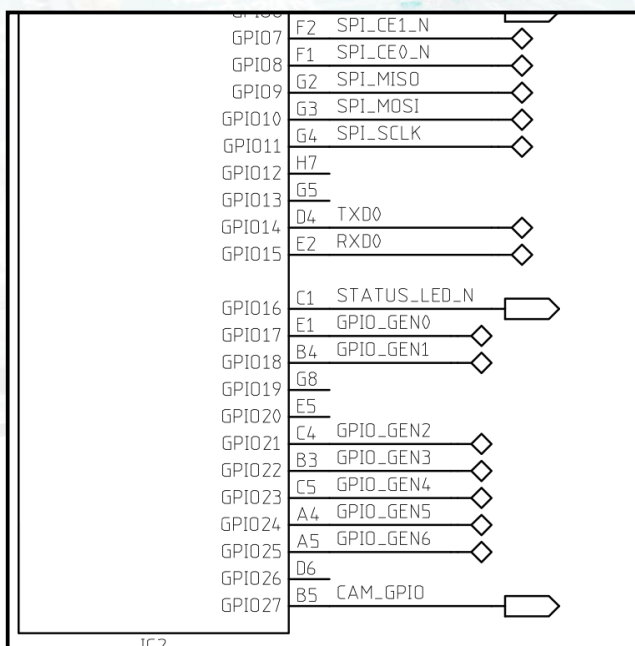 GPIO7 F2 SPI_CE1_N
GPIO8 F1 SPI_CE0_N
GPIO9 G2 SPI_MISO
GPIO10 G3 SPI_MOSI
GPIO11 G4 SPI_SCLK
GPIO12 H7
GPIO13 G5
GPIO14 D4 TXD0
GPIO15 E2 RXD0
GPIO16 C1 STATUS_LED_N
GPIO17 E1 GPIO_GEN0
GPIO18 B4 GPIO_GEN1
GPIO19 G8
GPIO20 E5
GPIO21 C4 GPIO_GEN2
GPIO22 B3 GPIO_GEN3
GPIO23 C5 GPIO_GEN4
GPIO24 A4 GPIO_GEN5
GPIO25 A5 GPIO_GEN6
GPIO26 D6
GPIO27 B5 CAM_GPIO